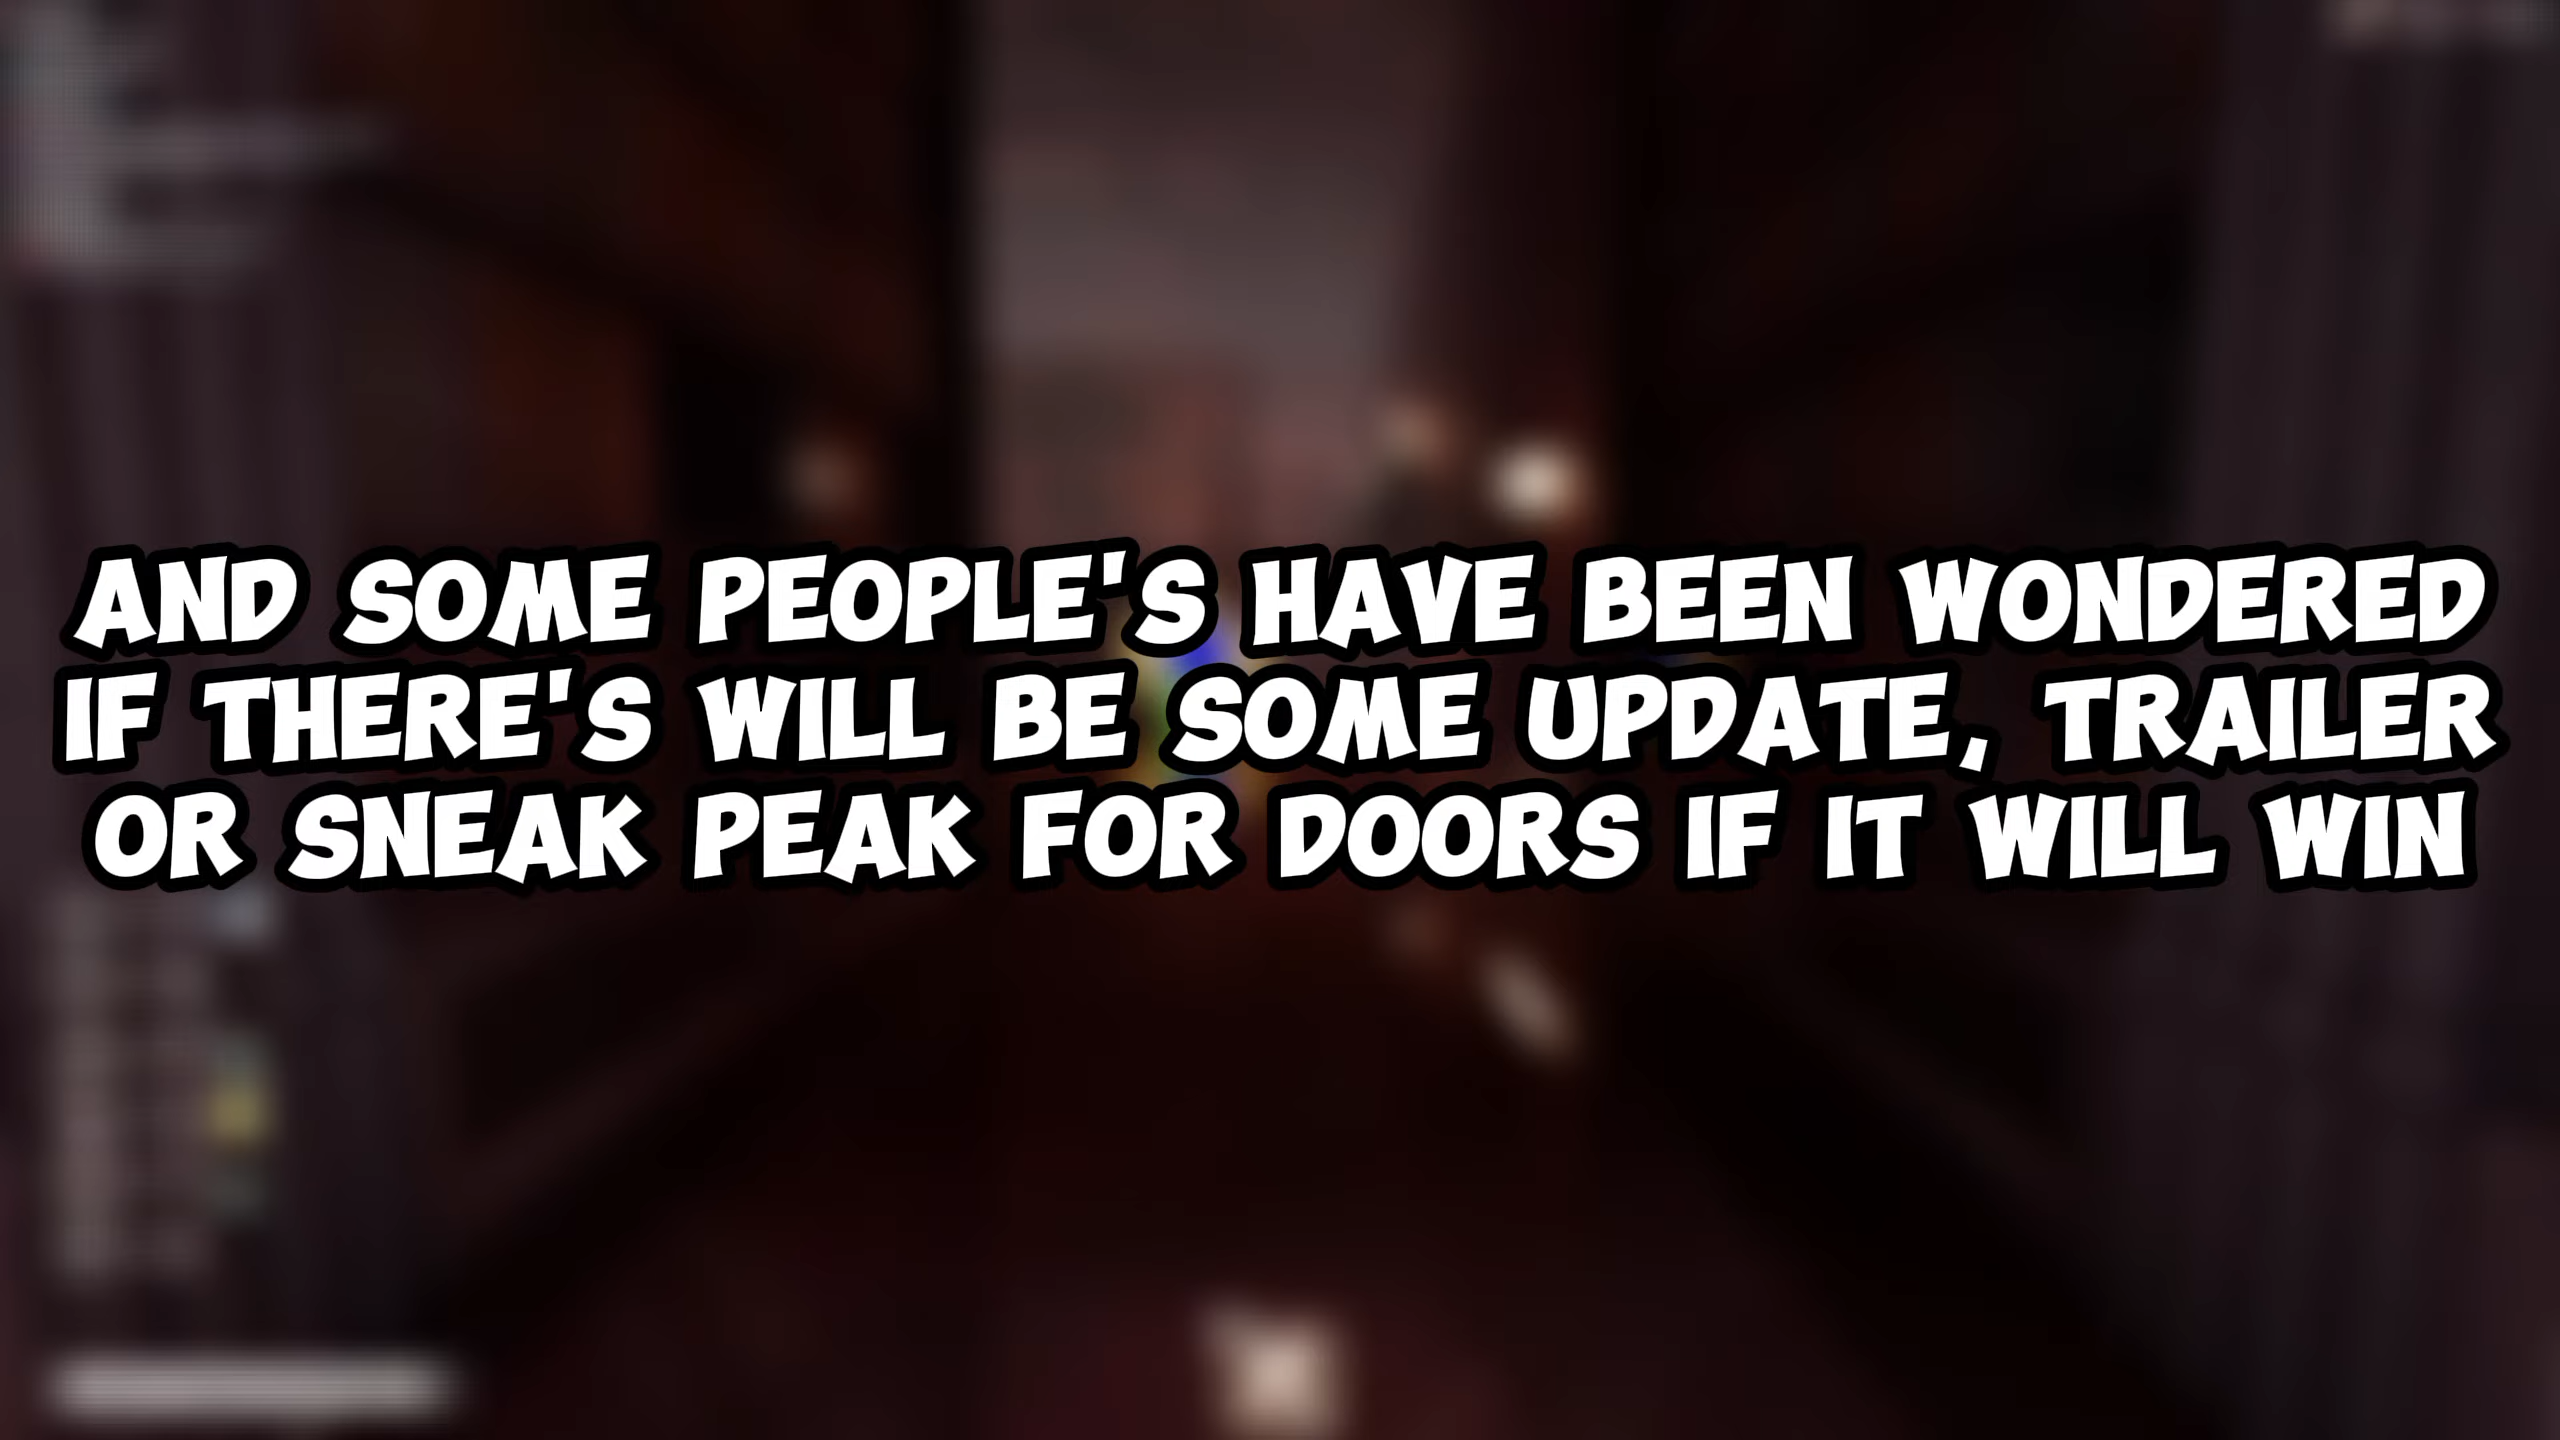 AND SOME PEOPLE'S HAVE BEEN WONDERED
IF THERE'S WILL BE SOME UPDATE, TRAILER
OR SNEAK PEAK FOR DOORS IF IT WILL WIN